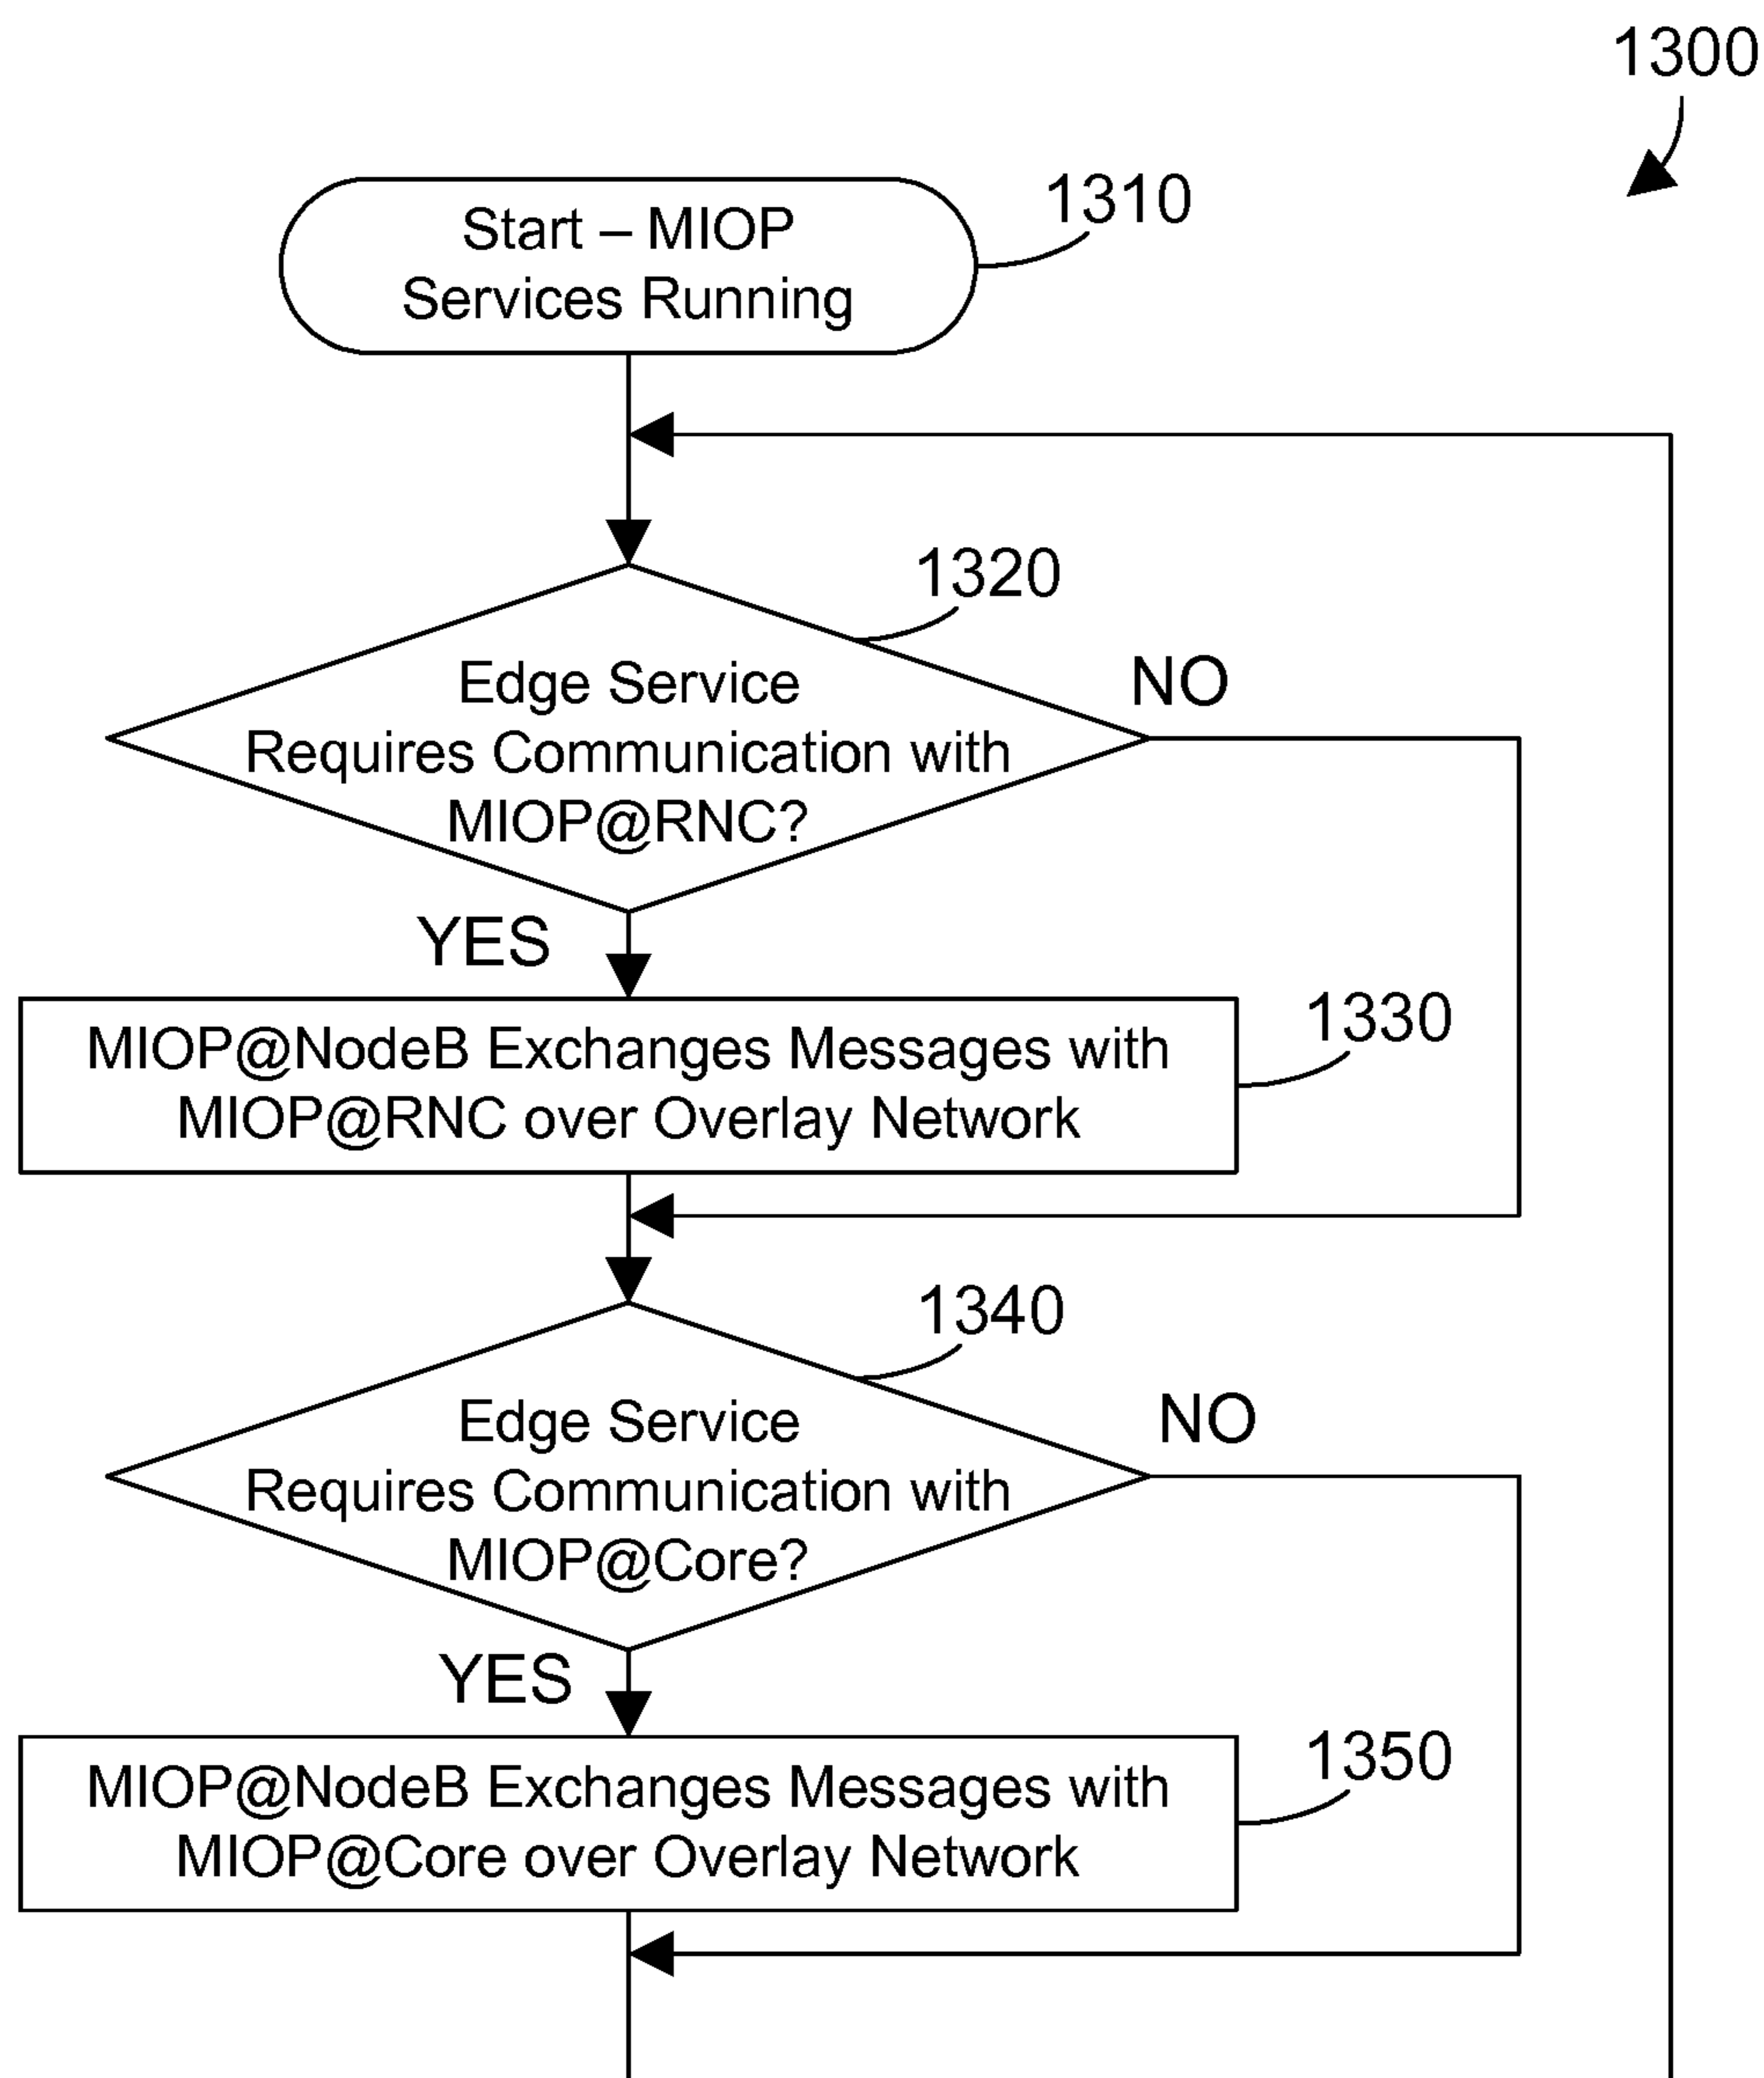 1300
1310
Start – MIOP
Services Running
1320
Edge Service
Requires Communication with
MIOP@RNC?
NO
YES
1330
MIOP@NodeB Exchanges Messages with
MIOP@RNC over Overlay Network
1340
Edge Service
Requires Communication with
MIOP@Core?
NO
YES
1350
MIOP@NodeB Exchanges Messages with
MIOP@Core over Overlay Network